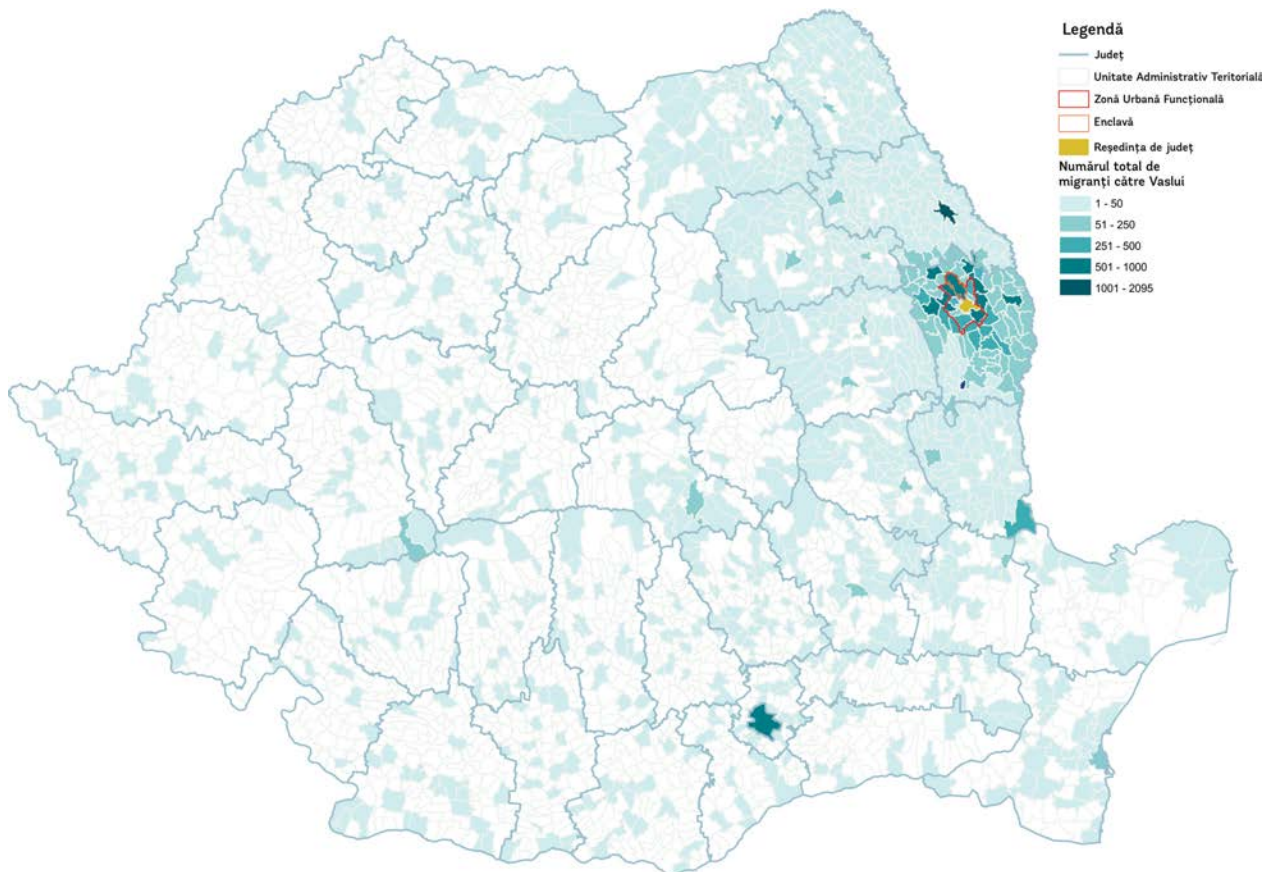 Legendă
Județ
Unitate Administrativ Teritorială
Zonă Urbană Funcțională
Enclavă
Reședința de județ
Numărul total de
migranți către Vaslui
1 - 50
51 - 250
251 - 500
501 - 1000
1001 - 2095